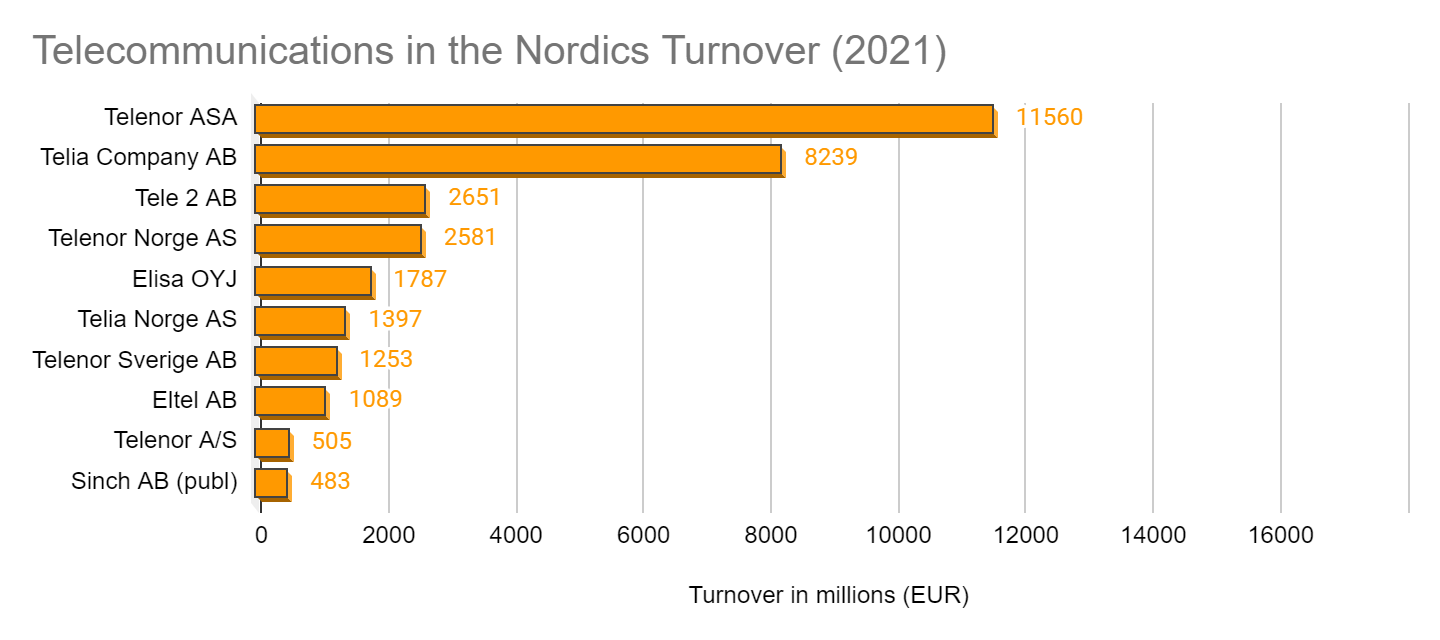 Telecommunications in the Nordics Turnover (2021)
Telenor ASA 11560
Telia Company AB 8239
Tele 2 AB 2651
Telenor Norge AS 2581
Elisa OYJ 1787
Telia Norge AS 1397
Telenor Sverige AB 1253
Eltel AB 1089
Telenor A/S 505
Sinch AB (publ) 483
0 2000 4000 6000 8000 10000 12000 14000 16000
Turnover in millions (EUR)